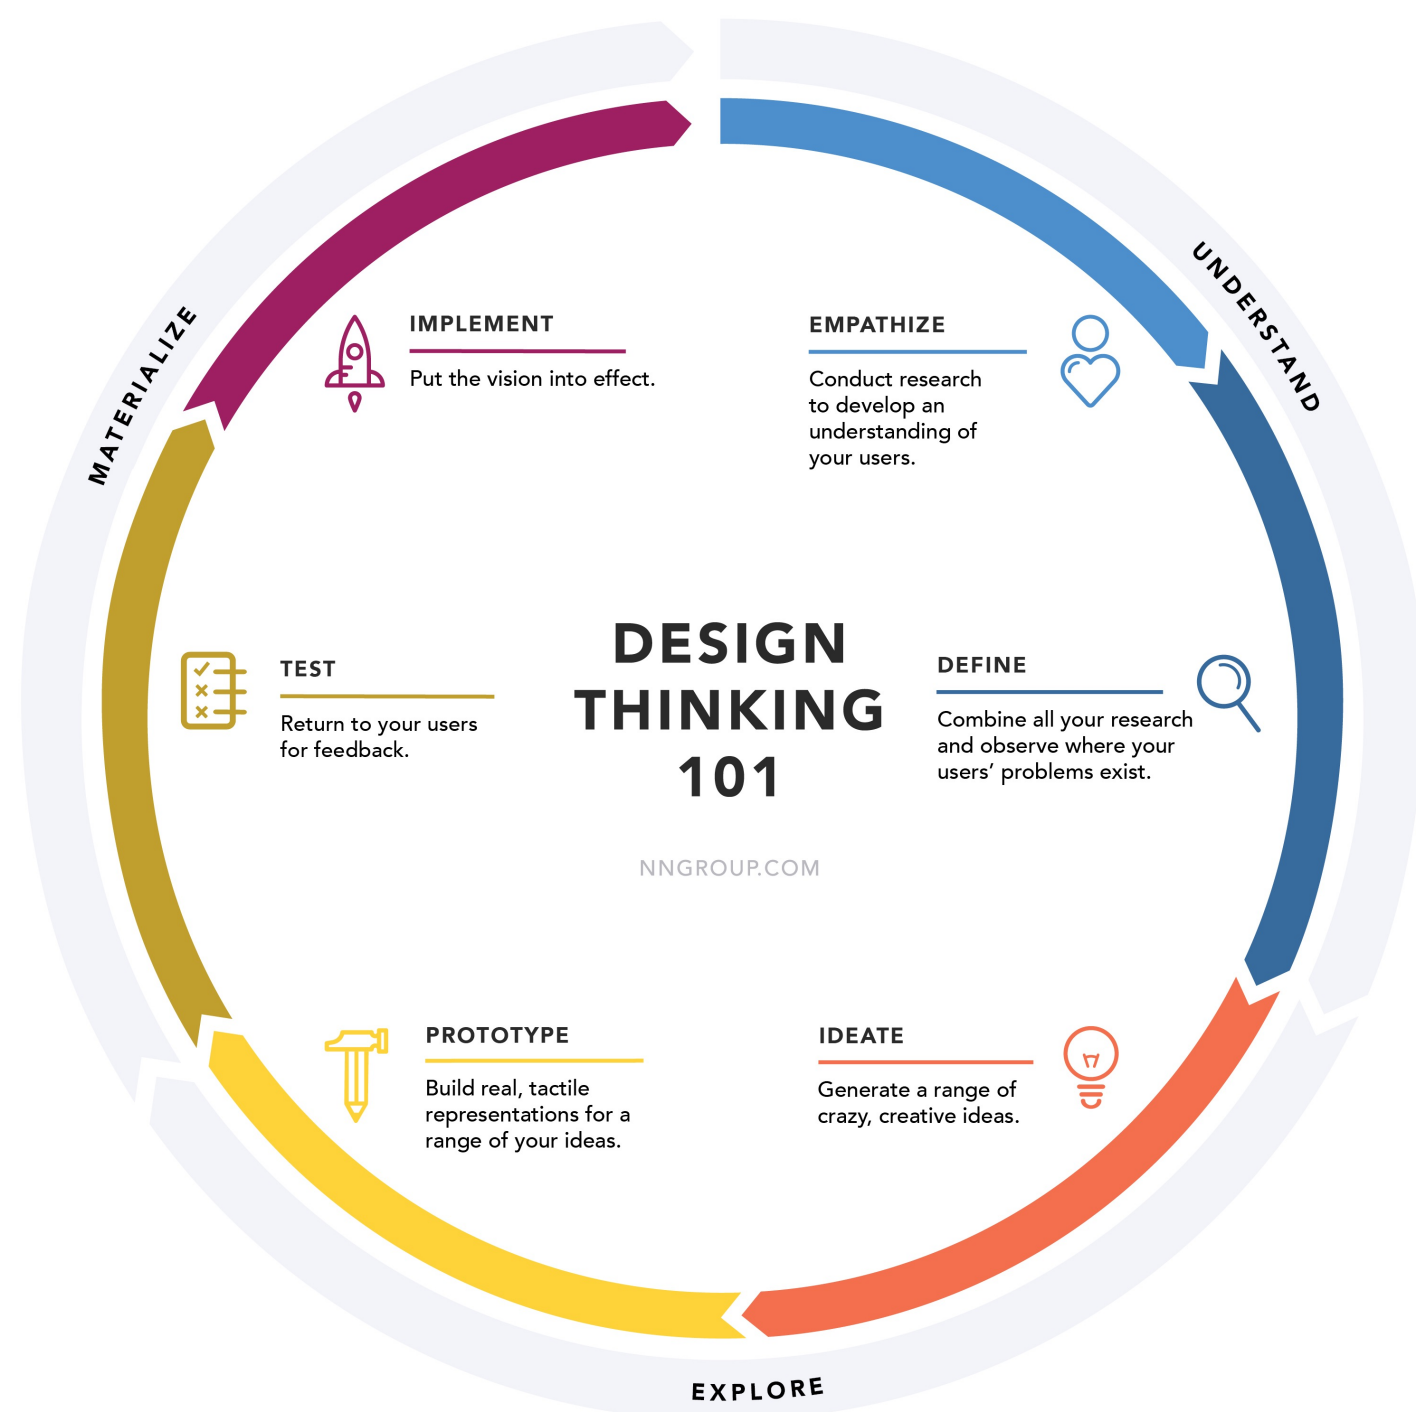 DESIGN
THINKING
101
NNGROUP.COM
UNDERSTAND
EMPATHIZE
Conduct research
to develop an
understanding of
your users.
DEFINE
Combine all your research
and observe where your
users’ problems exist.
EXPLORE
IDEATE
Generate a range of
crazy, creative ideas.
PROTOTYPE
Build real, tactile
representations for a
range of your ideas.
MATERIALIZE
TEST
Return to your users
for feedback.
IMPLEMENT
Put the vision into effect.